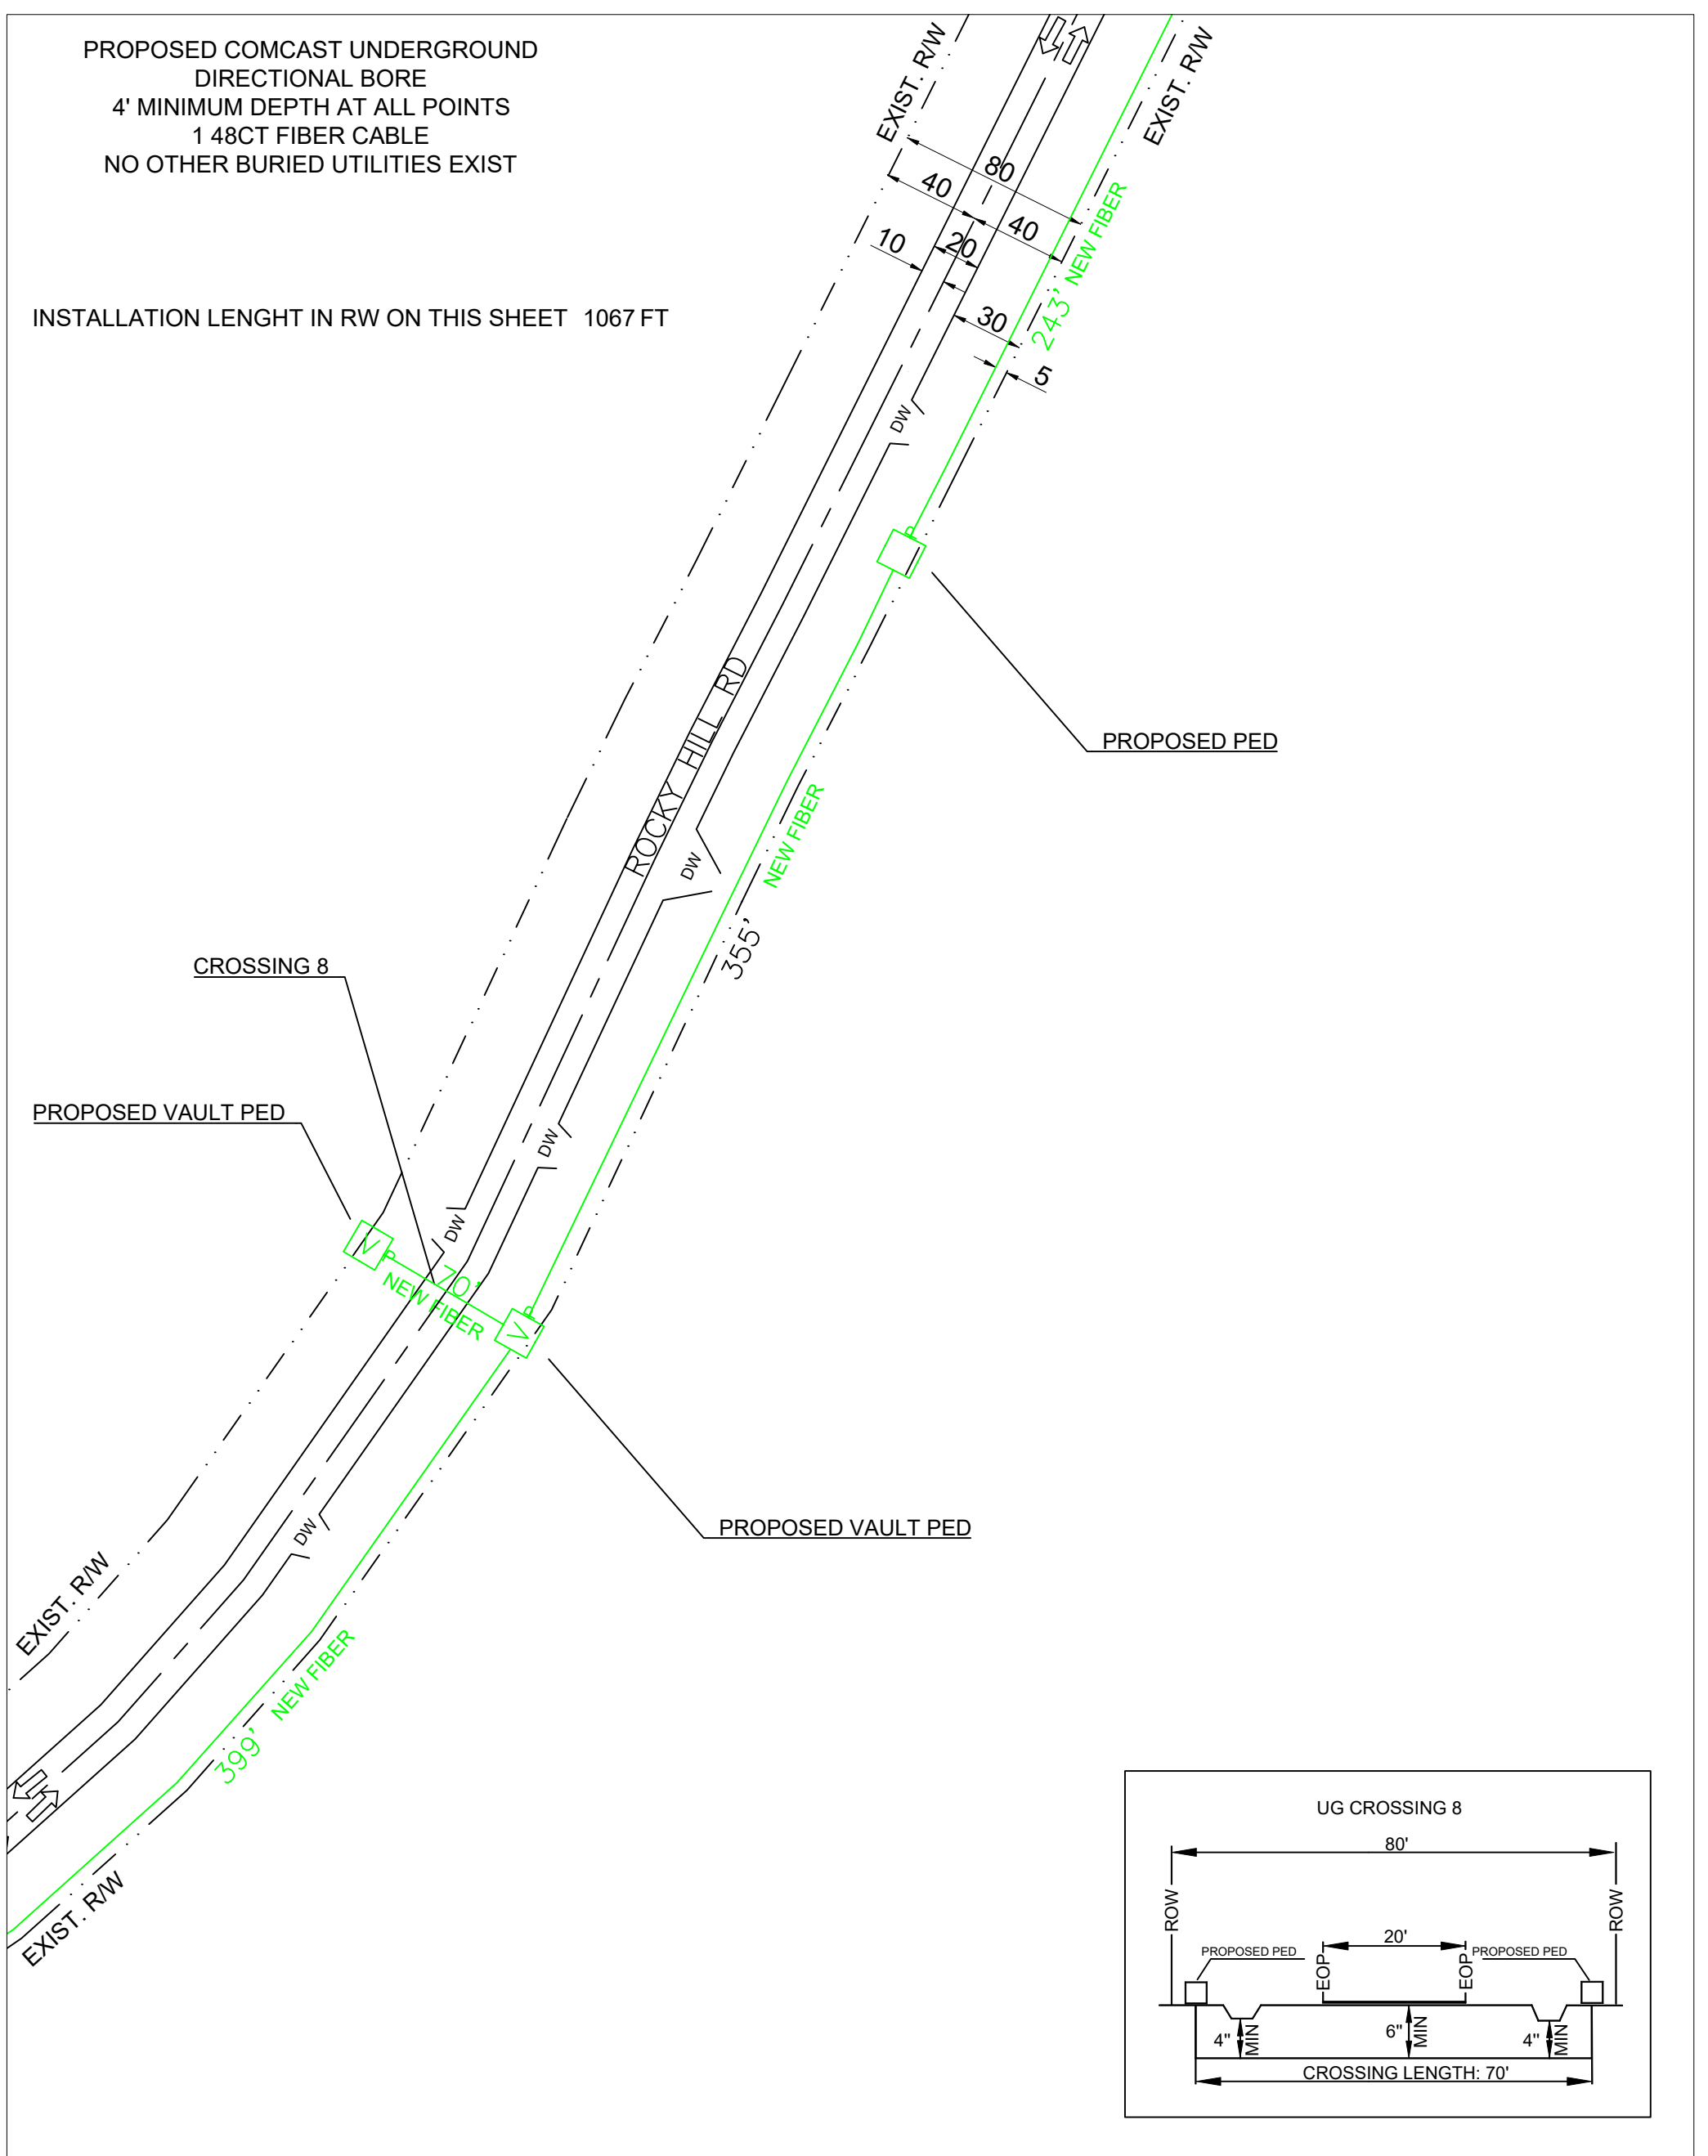 PROPOSED COMCAST UNDERGROUND
DIRECTIONAL BORE
4' MINIMUM DEPTH AT ALL POINTS
1 48CT FIBER CABLE
NO OTHER BURIED UTILITIES EXIST
INSTALLATION LENGHT IN RW ON THIS SHEET 1067 FT
EXIST. R/W
EXIST. R/W
80
40
40
10
20
30
5
243' NEW FIBER
DW
P
PROPOSED PED
ROCKY HILL RD
NEW FIBER
355'
DW
CROSSING 8
PROPOSED VAULT PED
DW
DW
V
P
70'
NEW FIBER
V
P
PROPOSED VAULT PED
DW
EXIST. R/W
399' NEW FIBER
EXIST. R/W
UG CROSSING 8
80'
ROW
ROW
20'
PROPOSED PED
EOP
EOP
PROPOSED PED
4" MIN
6" MIN
4" MIN
CROSSING LENGTH: 70'